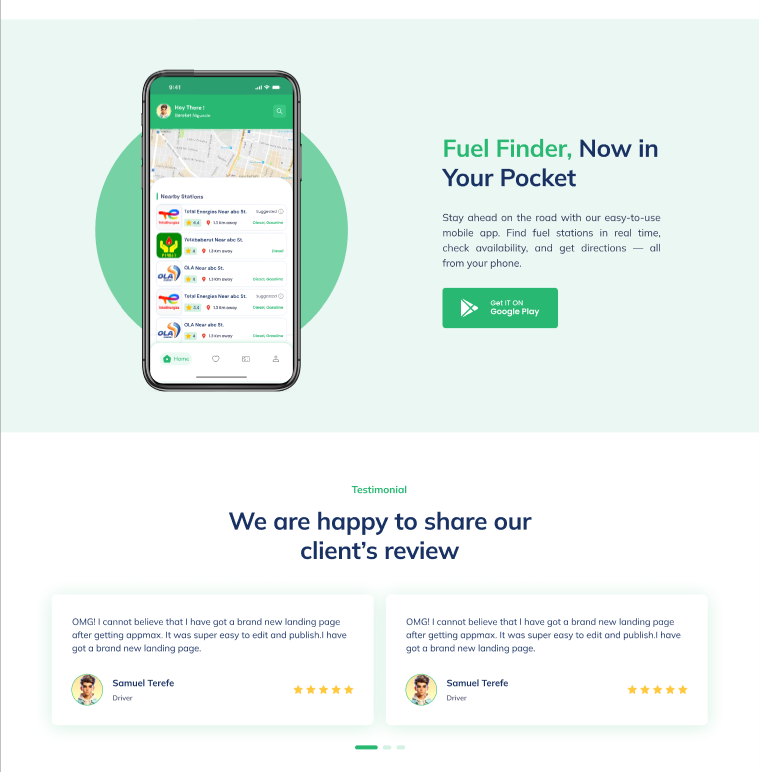 9:41
Hey There !
Nearby Stations
Total Energies Near abc St.
Suggested
TotalEnergies
4.4
1.3 Km away
Diesel, Gasoline
Yetebaberut Near abc St.
1.3 Km away
Diesel
OLA Near abc St.
OLA
4
1.3 Km away
Diesel, Gasoline
Total Energies Near abc St.
Suggested
TotalEnergies
1.3 Km away
Diesel, Gasoline
OLA Near abc St.
OLA
4
1.3 Km away
Diesel, Gasoline
Home
Fuel Finder, Now in
Your Pocket
Stay ahead on the road with our easy-to-use
mobile app. Find fuel stations in real time,
check availability, and get directions — all
from your phone.
Get IT ON
Google Play
Testimonial
We are happy to share our
client's review
OMG! I cannot believe that I have got a brand new landing page
after getting appmax. It was super easy to edit and publish.I have
got a brand new landing page.
Samuel Terefe
Driver
OMG! I cannot believe that I have got a brand new landing page
after getting appmax. It was super easy to edit and publish.I have
got a brand new landing page.
Samuel Terefe
Driver